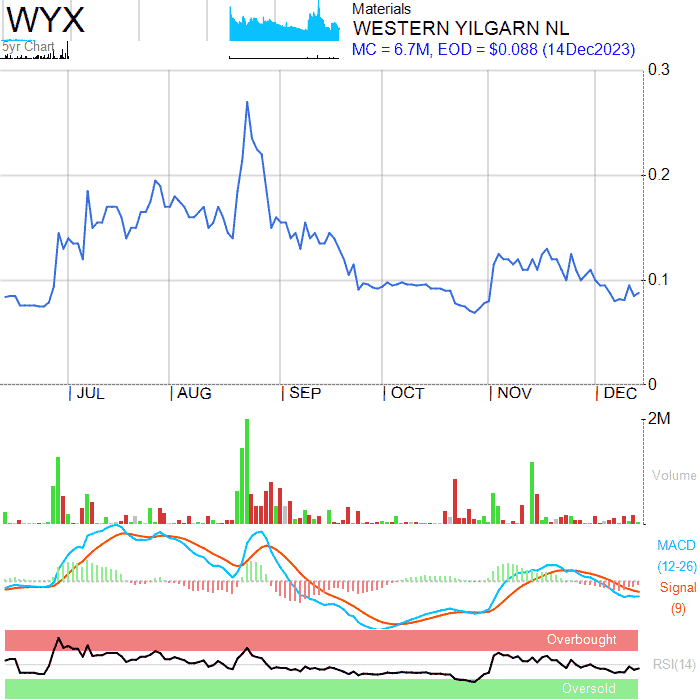 WYX
5yr Chart
Materials
WESTERN YILGARN NL
MC = 6.7M, EOD = $0.088 (14Dec2023)
0.3
0.2
0.1
0
JUL AUG SEP OCT NOV DEC
2M
Volume
MACD
(12-26)
Signal
(9)
Overbought
RSI(14)
Oversold